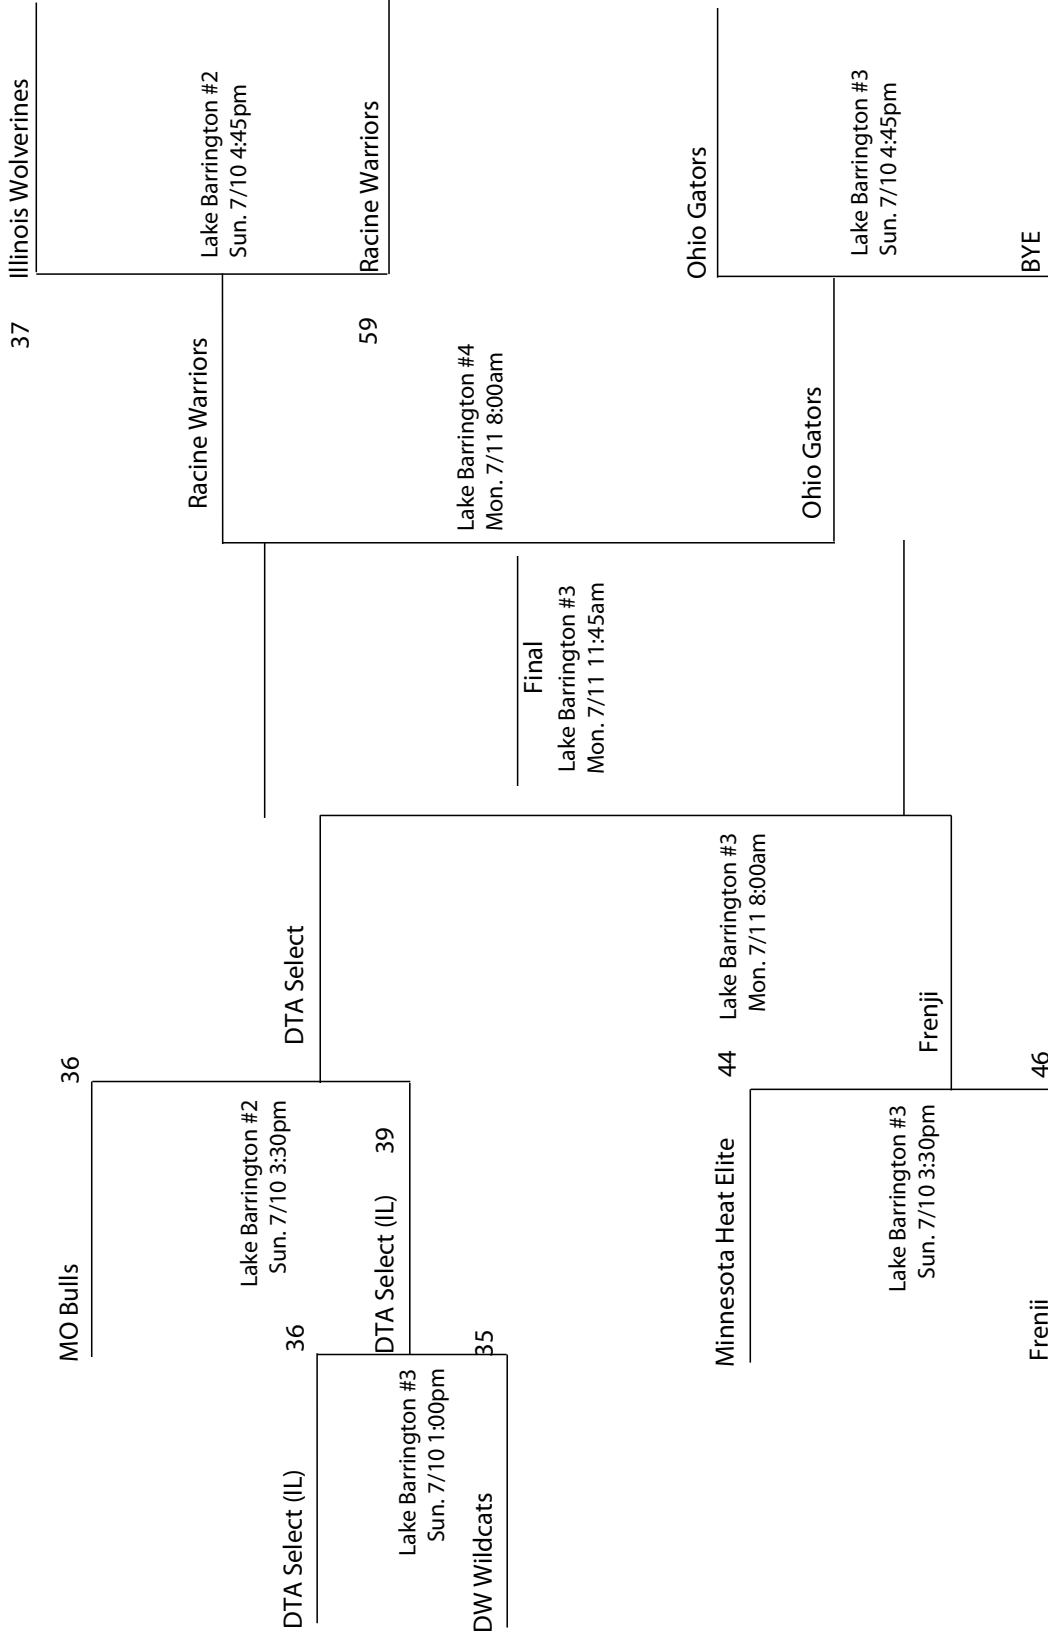 MO Bulls
36
DTA Select (IL)
36
Lake Barrington #3
Sun. 7/10 1:00pm
DW Wildcats
35
Lake Barrington #2
Sun. 7/10 3:30pm
DTA Select (IL)
39
DTA Select
Minnesota Heat Elite
44
Lake Barrington #3
Sun. 7/10 3:30pm
Frenji
46
Frenji
Lake Barrington #3
Mon. 7/11 8:00am
Final
Lake Barrington #3
Mon. 7/11 11:45am
37
Illinois Wolverines
Lake Barrington #2
Sun. 7/10 4:45pm
Racine Warriors
59
Racine Warriors
Lake Barrington #4
Mon. 7/11 8:00am
Ohio Gators
Ohio Gators
Lake Barrington #3
Sun. 7/10 4:45pm
BYE